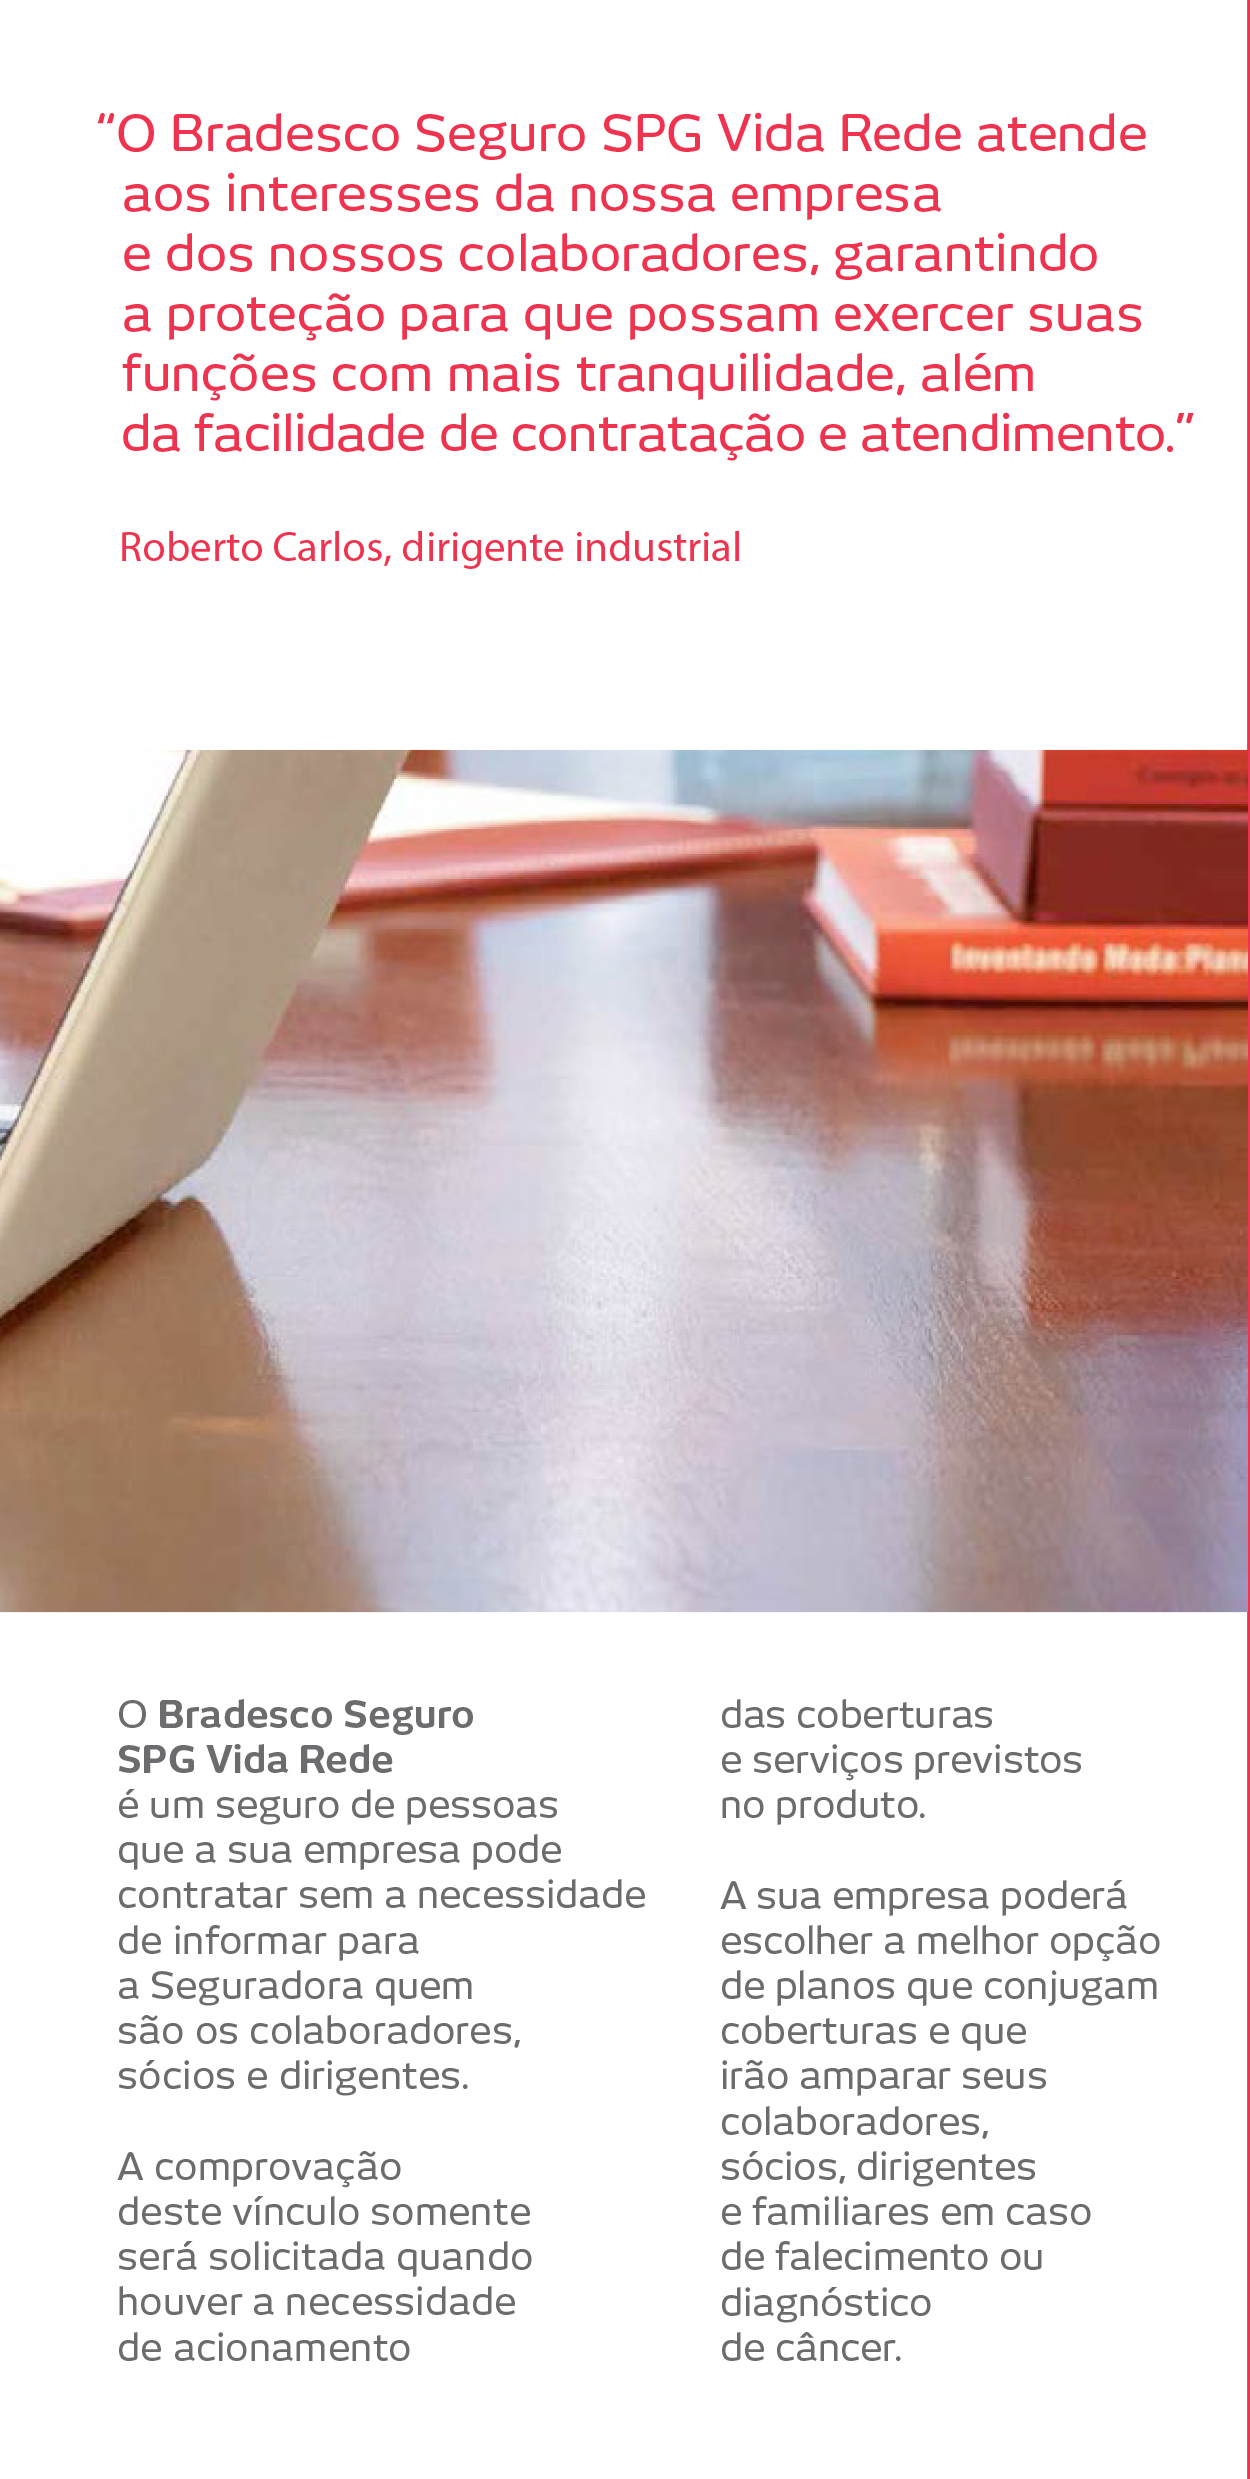 “O Bradesco Seguro SPG Vida Rede atende
aos interesses da nossa empresa
e dos nossos colaboradores, garantindo
a proteção para que possam exercer suas
funções com mais tranquilidade, além
da facilidade de contratação e atendimento.”
Roberto Carlos, dirigente industrial
Inventando Moda: Plane
O Bradesco Seguro
SPG Vida Rede
é um seguro de pessoas
que a sua empresa pode
contratar sem a necessidade
de informar para
a Seguradora quem
são os colaboradores,
sócios e dirigentes.
A comprovação
deste vínculo somente
será solicitada quando
houver a necessidade
de acionamento
das coberturas
e serviços previstos
no produto.
A sua empresa poderá
escolher a melhor opção
de planos que conjugam
coberturas e que
irão amparar seus
colaboradores,
sócios, dirigentes
e familiares em caso
de falecimento ou
diagnóstico
de câncer.